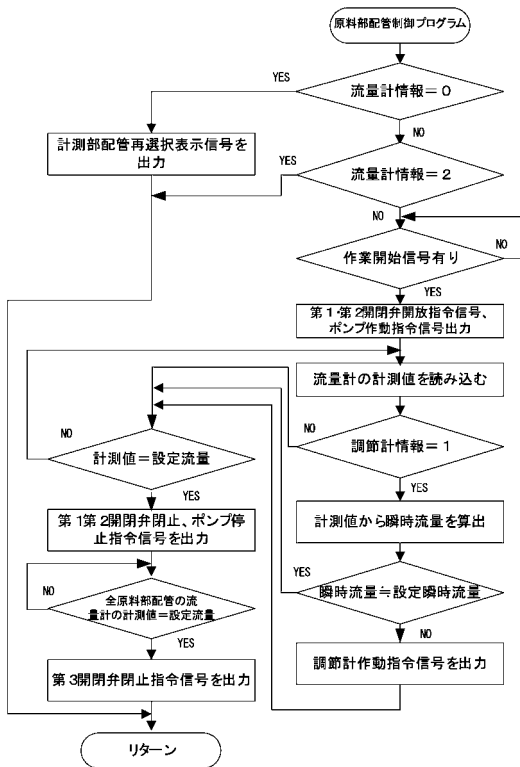 原料部配管制御プログラム
YES
流量計情報＝０
NO
計測部配管再選択表示信号を
出力
YES
流量計情報＝２
NO
作業開始信号有り
NO
YES
第１・第２開閉弁開放指令信号、
ポンプ作動指令信号出力
流量計の計測値を読み込む
NO
調節計情報＝１
YES
NO
計測値＝設定流量
YES
計測値から瞬時流量を算出
第１第２開閉弁閉止、ポンプ停
止指令信号を出力
YES
瞬時流量≒設定瞬時流量
NO
NO
全原料部配管の流
量計の計測値＝設定流量
YES
調節計作動指令信号を出力
第３開閉弁閉止指令信号を出力
リターン